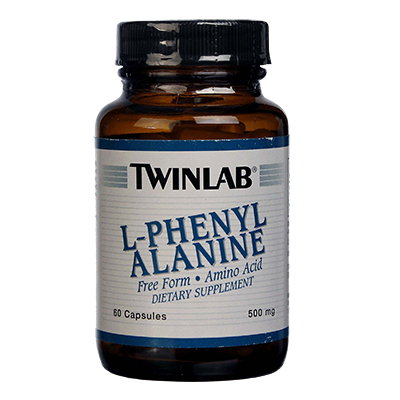 TWINLAB®
L-PHENYL
ALANINE
Free Form • Amino Acid
DIETARY SUPPLEMENT
60 Capsules 500 mg